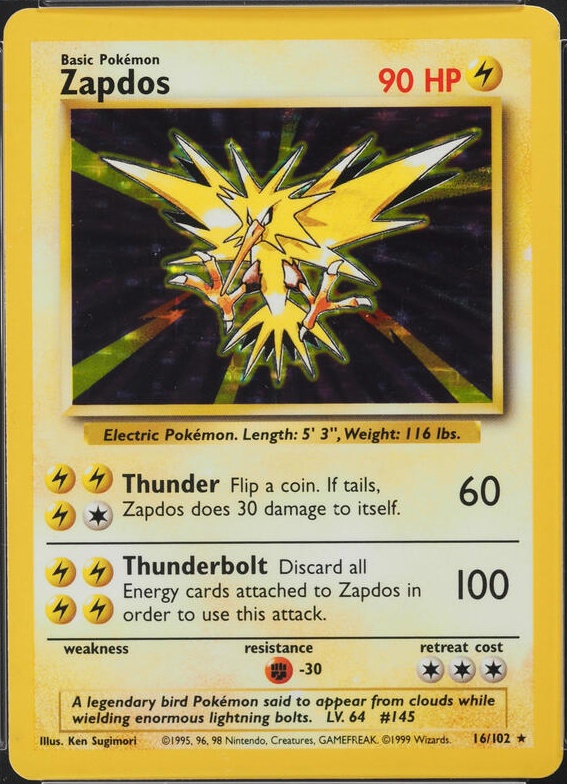 Basic Pokémon
Zapdos
90 HP
Electric Pokémon. Length: 5' 3", Weight: 116 lbs.
Thunder Flip a coin. If tails,
Zapdos does 30 damage to itself.
60
Thunderbolt Discard all
Energy cards attached to Zapdos in
order to use this attack.
100
weakness resistance retreat cost
-30
A legendary bird Pokémon said to appear from clouds while
wielding enormous lightning bolts. LV. 64 #145
Illus. Ken Sugimori ©1995, 96, 98 Nintendo, Creatures, GAMEFREAK. ©1999 Wizards. 16/102 ★